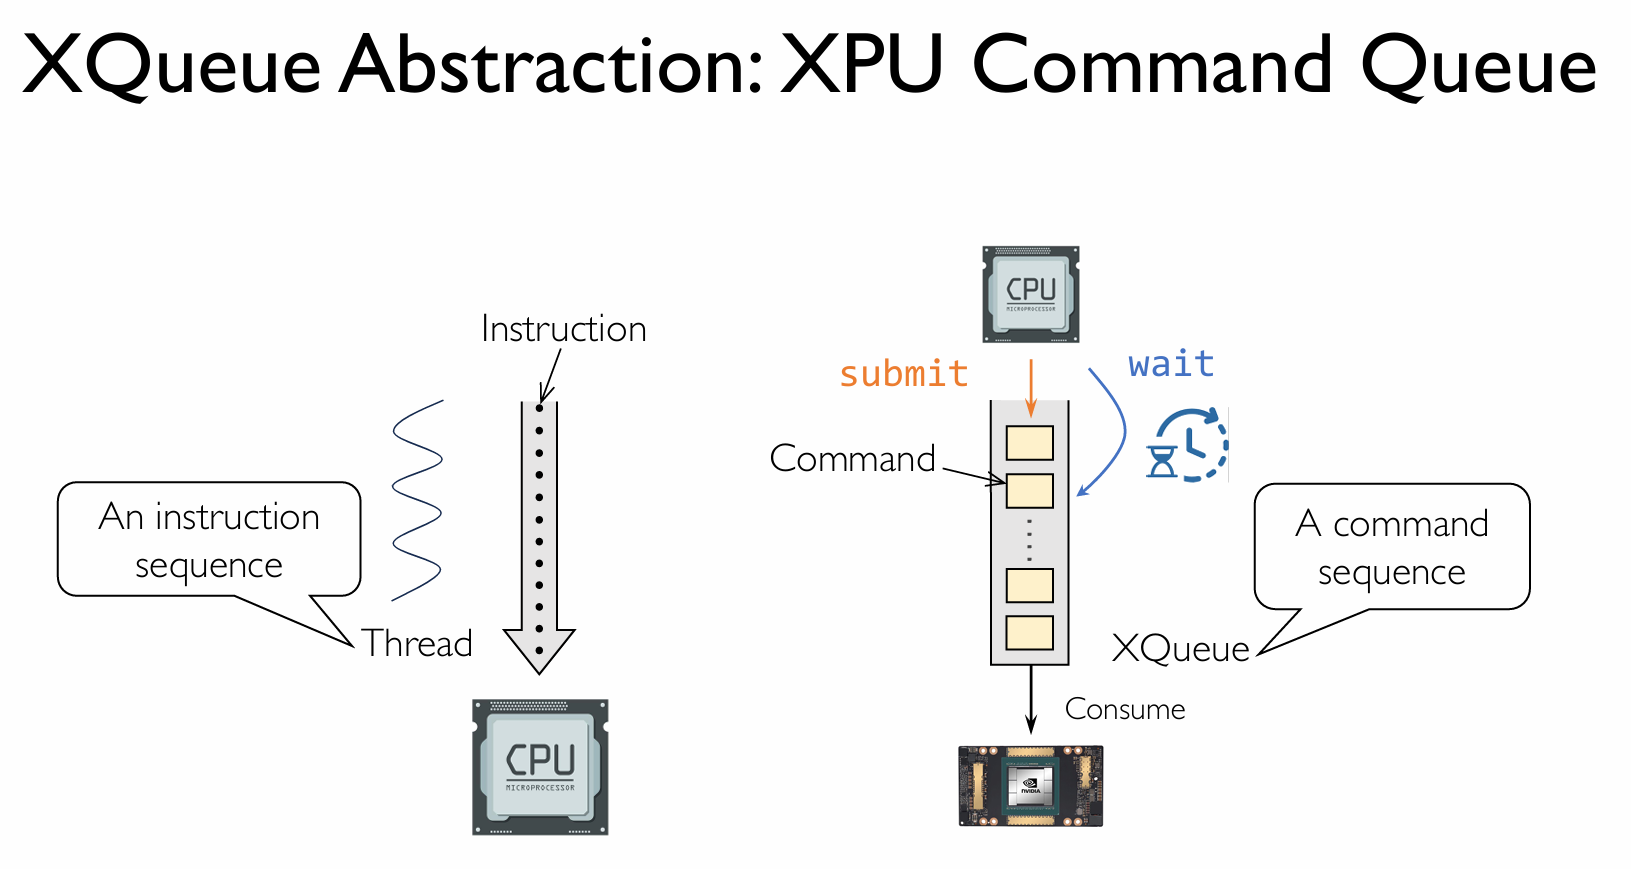 XQueue Abstraction: XPU Command Queue
CPU
MICROPROCESSOR
Instruction
submit
wait
Command
An instruction
sequence
A command
sequence
Thread
XQueue
Consume
CPU
MICROPROCESSOR
NVIDIA